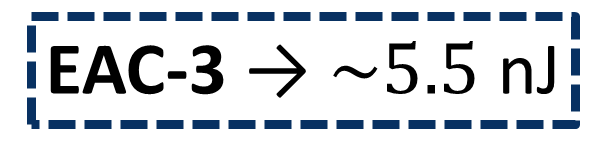 EAC-3 → ~5.5 nJ